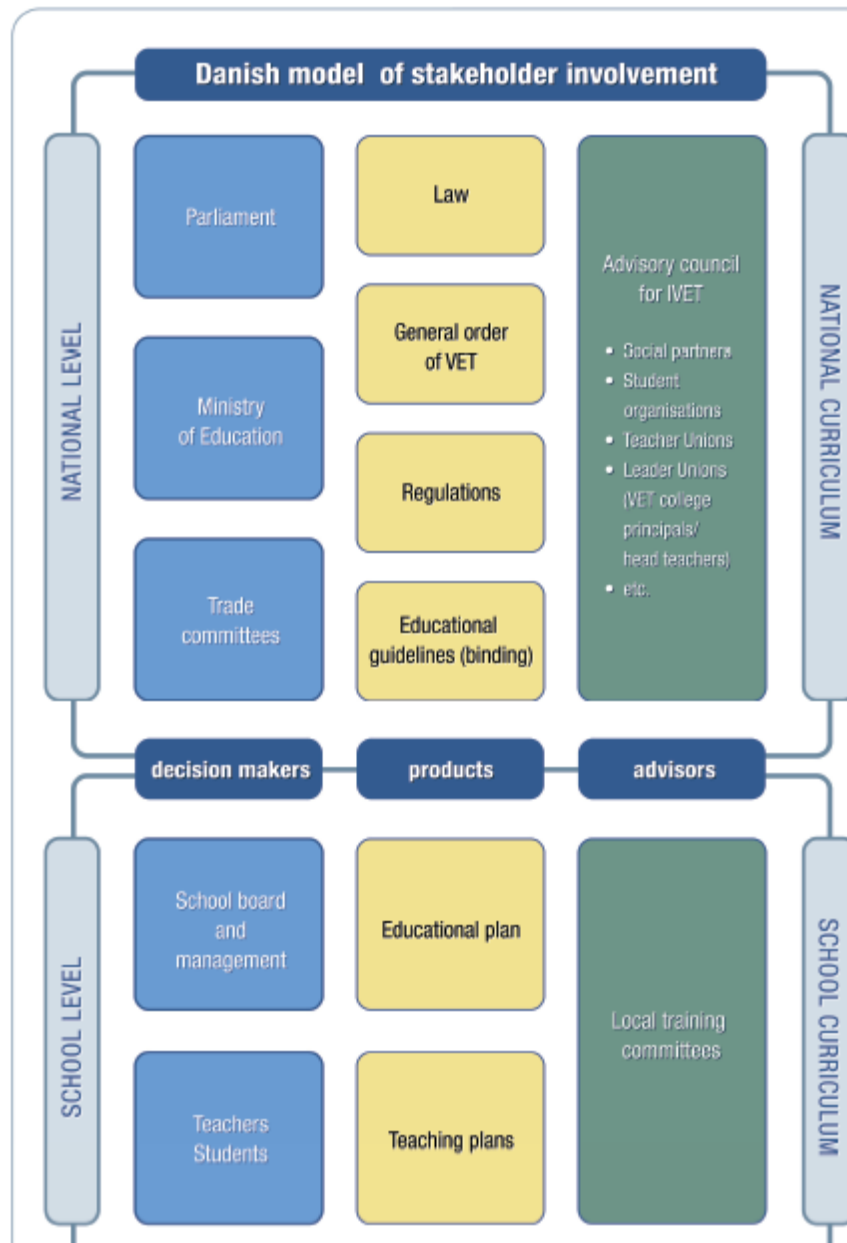 Danish model of stakeholder involvement
NATIONAL LEVEL
Parliament
Ministry
of Education
Trade
committees
Law
General order
of VET
Regulations
Educational
guidelines (binding)
Advisory council
for IVET
• Social partners
• Student
organisations
• Teacher Unions
• Leader Unions
(VET college
principals/
head teachers)
• etc.
NATIONAL CURRICULUM
decision makers
products
advisors
SCHOOL LEVEL
School board
and
management
Teachers
Students
Educational plan
Teaching plans
Local training
committees
SCHOOL CURRICULUM